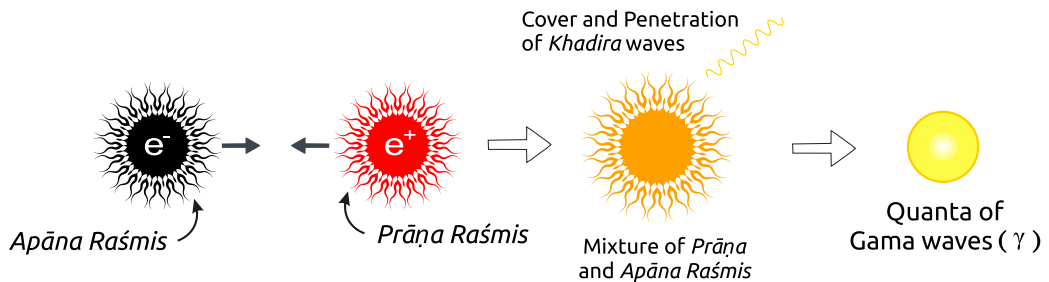 Cover and Penetration
of Khadira waves
e⁻
e⁺
Apāna Raśmis
Prāṇa Raśmis
Mixture of Prāṇa
and Apāna Raśmis
Quanta of
Gama waves (γ)